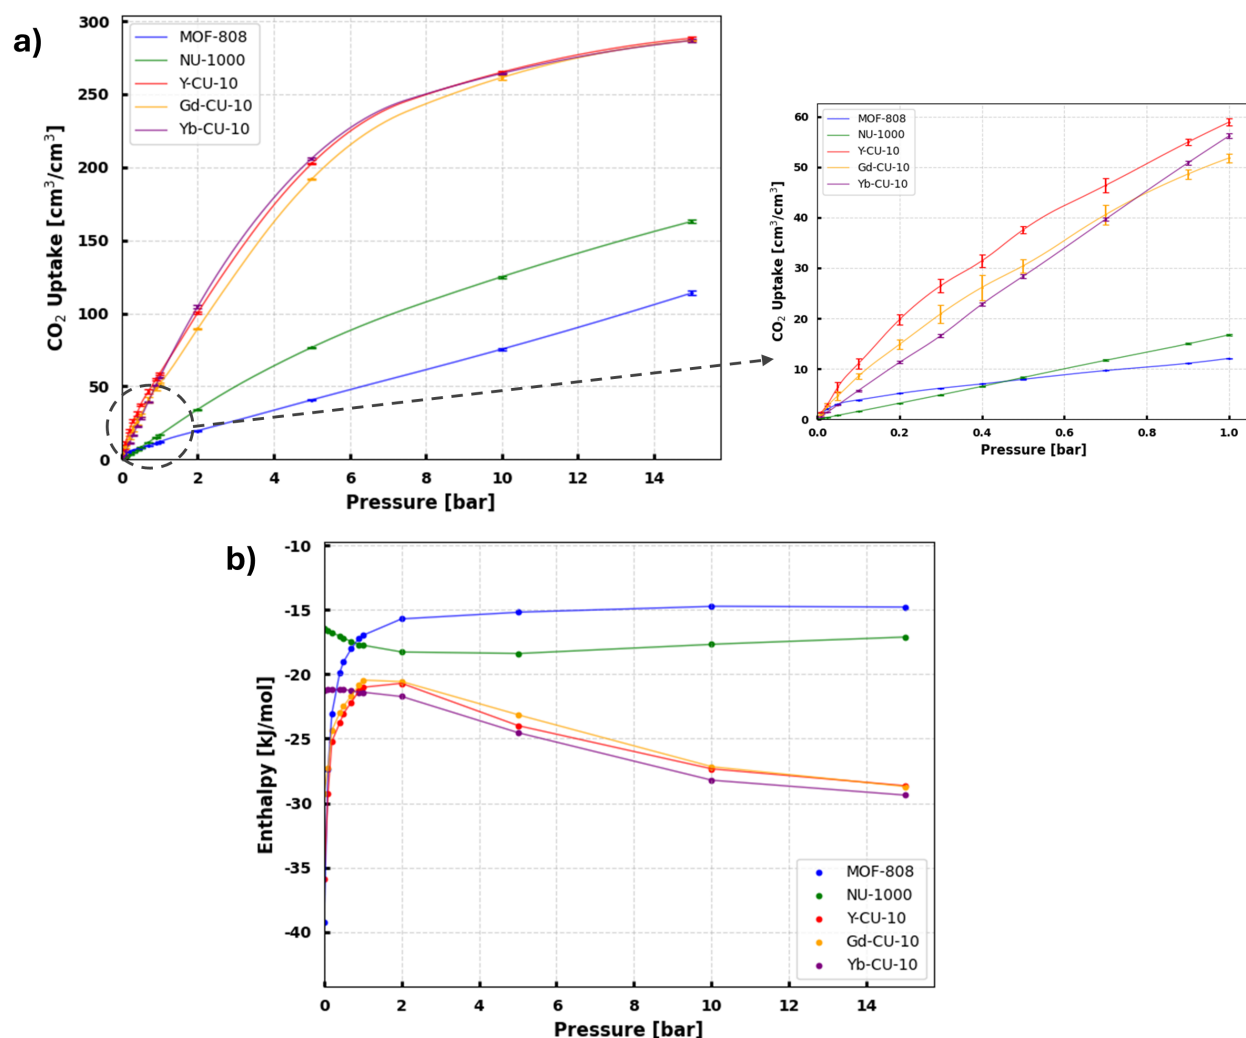 a)
300
250
200
150
100
50
0
CO₂ Uptake [cm³/cm³]
MOF-808
NU-1000
Y-CU-10
Gd-CU-10
Yb-CU-10
0 2 4 6 8 10 12 14
Pressure [bar]
60
50
40
30
20
10
0
CO₂ Uptake [cm³/cm³]
MOF-808
NU-1000
Y-CU-10
Gd-CU-10
Yb-CU-10
0.0 0.2 0.4 0.6 0.8 1.0
Pressure [bar]
b)
-10
-15
-20
-25
-30
-35
-40
Enthalpy [kJ/mol]
MOF-808
NU-1000
Y-CU-10
Gd-CU-10
Yb-CU-10
0 2 4 6 8 10 12 14
Pressure [bar]